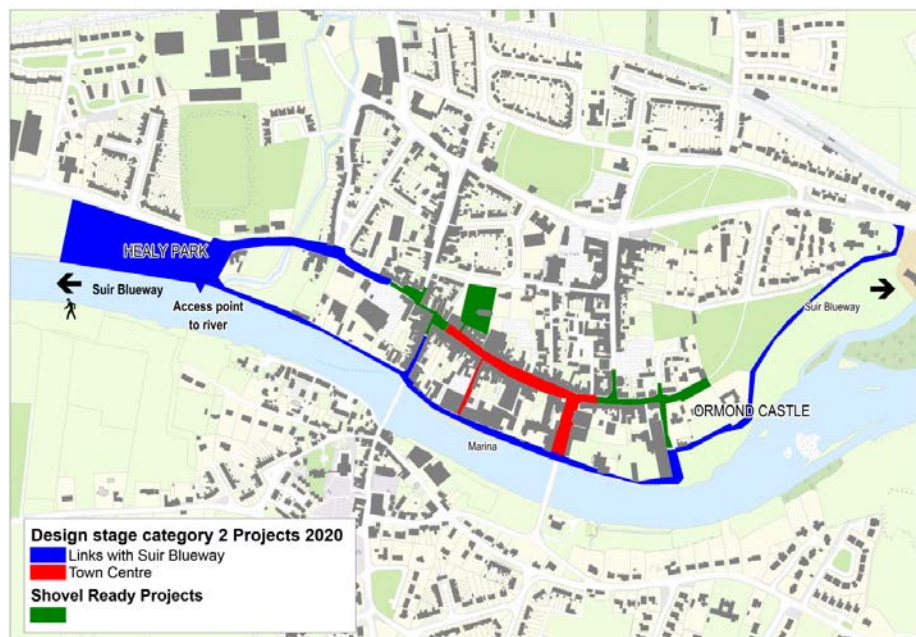 HEALY PARK
Suir Blueway
Access point
to river
Suir Blueway
ORMOND CASTLE
Marina
Design stage category 2 Projects 2020
Links with Suir Blueway
Town Centre
Shovel Ready Projects